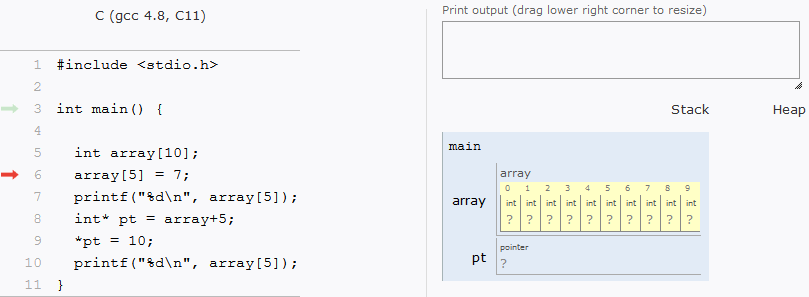 C (gcc 4.8, C11)
1 #include <stdio.h>
2
3 int main() {
4
5 int array[10];
6 array[5] = 7;
7 printf("%d\n", array[5]);
8 int* pt = array+5;
9 *pt = 10;
10 printf("%d\n", array[5]);
11 }
Print output (drag lower right corner to resize)
Stack Heap
main
array
array
0 1 2 3 4 5 6 7 8 9
int int int int int int int int int int
? ? ? ? ? ? ? ? ? ?
pt
pointer
?